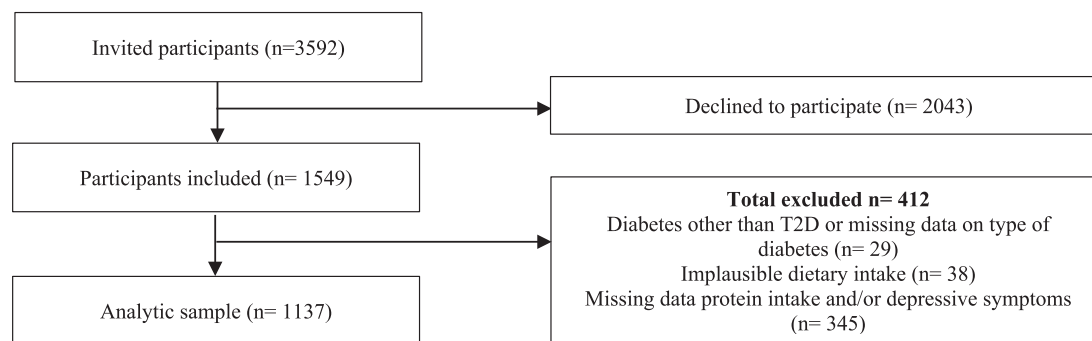 Invited participants (n=3592)
Declined to participate (n= 2043)
Participants included (n= 1549)
Total excluded n= 412
Diabetes other than T2D or missing data on type of
diabetes (n= 29)
Implausible dietary intake (n= 38)
Missing data protein intake and/or depressive symptoms
(n= 345)
Analytic sample (n= 1137)